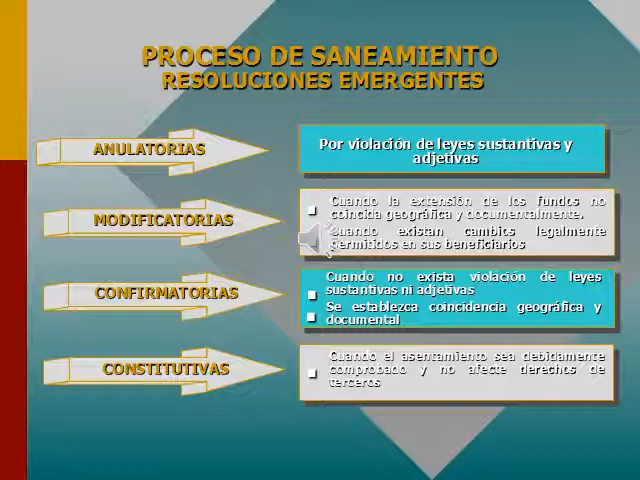 PROCESO DE SANEAMIENTO
RESOLUCIONES EMERGENTES
ANULATORIAS
Por violación de leyes sustantivas y
adjetivas
MODIFICATORIAS
Cuando la extensión de los fundos no
coincida geográfica y documentalmente.
Cuando existan cambios legalmente
permitidos en sus beneficiarios
CONFIRMATORIAS
Cuando no exista violación de leyes
sustantivas ni adjetivas
Se establezca coincidencia geográfica y
documental
CONSTITUTIVAS
Cuando el asentamiento sea debidamente
comprobado y no afecte derechos de
terceros